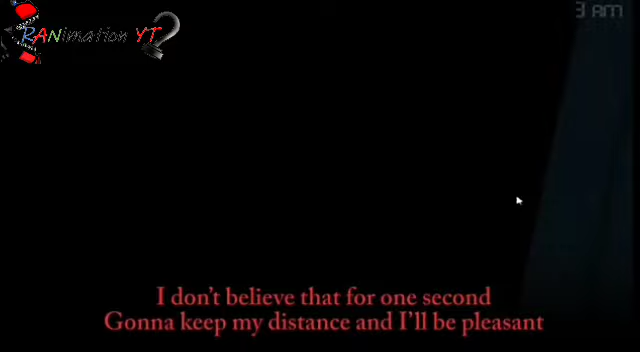 RANimation YT
3 AM
I don't believe that for one second
Gonna keep my distance and I'll be pleasant